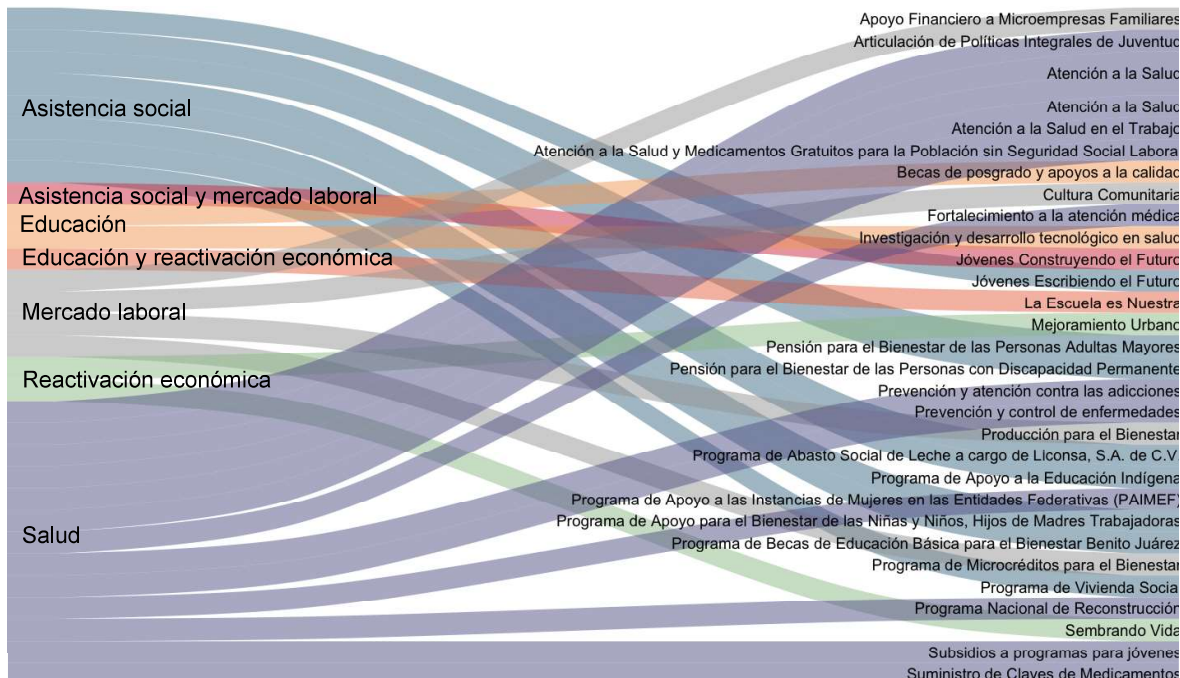 Asistencia social
Asistencia social y mercado laboral
Educación
Educación y reactivación económica
Mercado laboral
Reactivación económica
Salud
Apoyo Financiero a Microempresas Familiares
Articulación de Políticas Integrales de Juventud
Atención a la Salud
Atención a la Salud
Atención a la Salud en el Trabajo
Atención a la Salud y Medicamentos Gratuitos para la Población sin Seguridad Social Laboral
Becas de posgrado y apoyos a la calidad
Cultura Comunitaria
Fortalecimiento a la atención médica
Investigación y desarrollo tecnológico en salud
Jóvenes Construyendo el Futuro
Jóvenes Escribiendo el Futuro
La Escuela es Nuestra
Mejoramiento Urbano
Pensión para el Bienestar de las Personas Adultas Mayores
Pensión para el Bienestar de las Personas con Discapacidad Permanente
Prevención y atención contra las adicciones
Prevención y control de enfermedades
Producción para el Bienestar
Programa de Abasto Social de Leche a cargo de Liconsa, S.A. de C.V.
Programa de Apoyo a la Educación Indígena
Programa de Apoyo a las Instancias de Mujeres en las Entidades Federativas (PAIMEF)
Programa de Apoyo para el Bienestar de las Niñas y Niños, Hijos de Madres Trabajadoras
Programa de Becas de Educación Básica para el Bienestar Benito Juárez
Programa de Microcréditos para el Bienestar
Programa de Vivienda Social
Programa Nacional de Reconstrucción
Sembrando Vida
Subsidios a programas para jóvenes
Suministro de Claves de Medicamentos